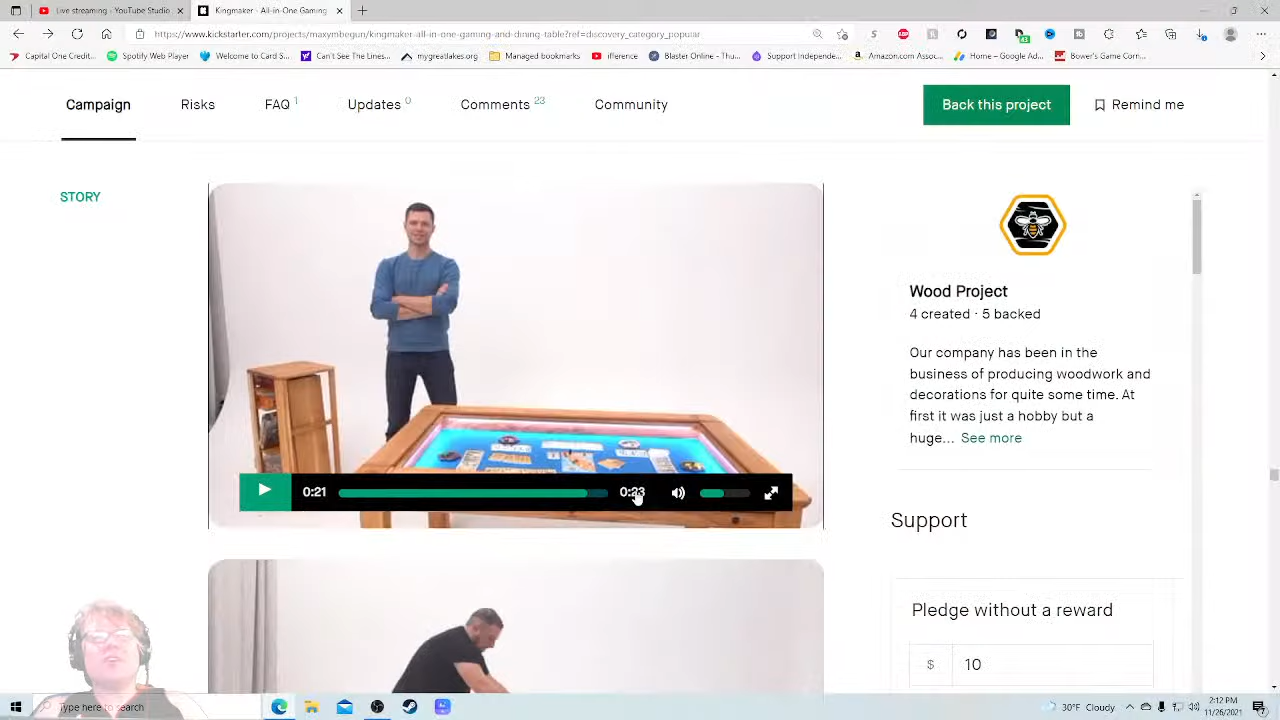 Live streaming - YouTube Studio
Kingmaker - All-in-One Gaming
https://www.kickstarter.com/projects/maxymbegun/kingmaker-all-in-one-gaming-and-dining-table?ref=discovery_category_popular
Capital Credit Cards...
Spotify Web Player
Welcome Card S...
Can't See The Lines...
mygreatlakes.org
Managed bookmarks
ifference
Blaster Online - Thu...
Support Independ...
Amazon.com Assoc...
Home - Google Ad...
Bowers Game Com...
Campaign
Risks
FAQ 1
Updates 0
Comments 23
Community
Back this project
Remind me
STORY
0:21
0:23
Wood Project
4 created · 5 backed
Our company has been in the
business of producing woodwork and
decorations for quite some time. At
first it was just a hobby but a
huge... See more
Support
Pledge without a reward
$ 10
Type here to search
30°F Cloudy
2:12 PM
11/26/2021